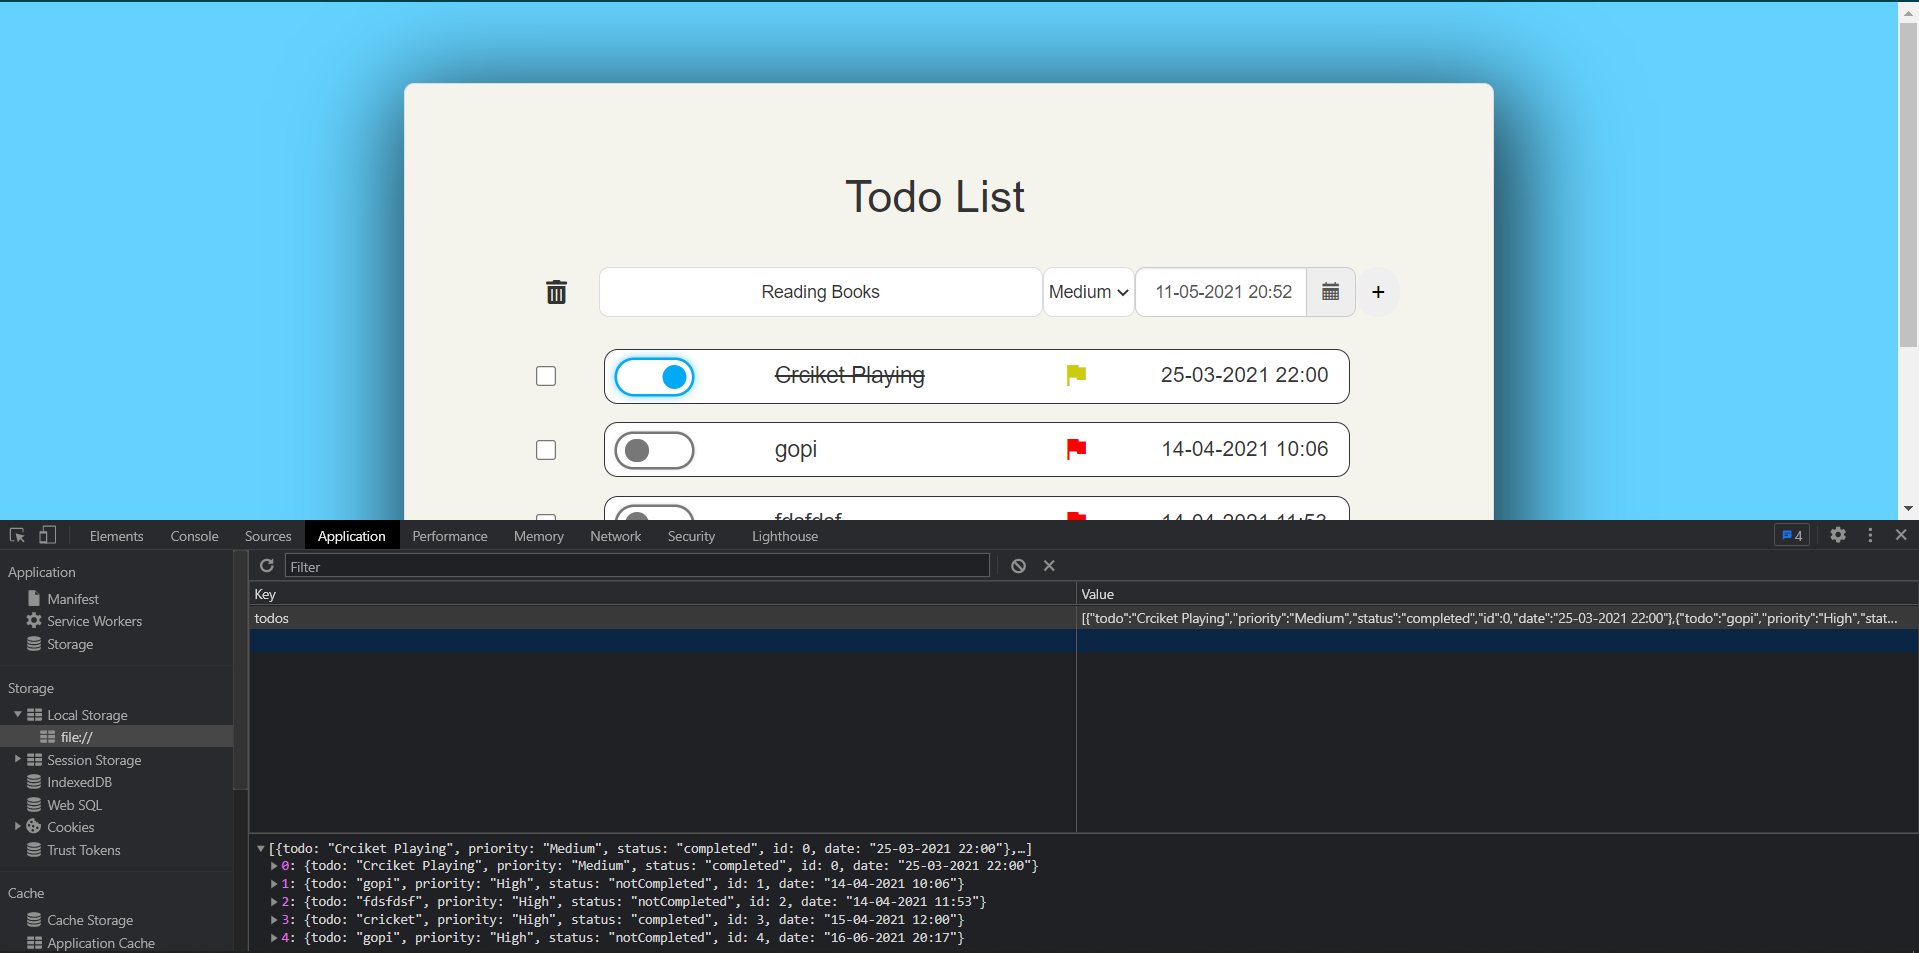 Todo List
Reading Books Medium 11-05-2021 20:52 +
Crciket Playing 25-03-2021 22:00
gopi 14-04-2021 10:06
fdsfdsf 14-04-2021 11:53
Elements Console Sources Application Performance Memory Network Security Lighthouse 4
Application
Manifest
Service Workers
Storage
Storage
Local Storage
file://
Session Storage
IndexedDB
Web SQL
Cookies
Trust Tokens
Cache
Cache Storage
Application Cache
Filter
Key Value
todos [{"todo":"Crciket Playing","priority":"Medium","status":"completed","id":0,"date":"25-03-2021 22:00"},{"todo":"gopi","priority":"High","stat...
[{todo: "Crciket Playing", priority: "Medium", status: "completed", id: 0, date: "25-03-2021 22:00"},…]
0: {todo: "Crciket Playing", priority: "Medium", status: "completed", id: 0, date: "25-03-2021 22:00"}
1: {todo: "gopi", priority: "High", status: "notCompleted", id: 1, date: "14-04-2021 10:06"}
2: {todo: "fdsfdsf", priority: "High", status: "notCompleted", id: 2, date: "14-04-2021 11:53"}
3: {todo: "cricket", priority: "High", status: "completed", id: 3, date: "15-04-2021 12:00"}
4: {todo: "gopi", priority: "High", status: "notCompleted", id: 4, date: "16-06-2021 20:17"}